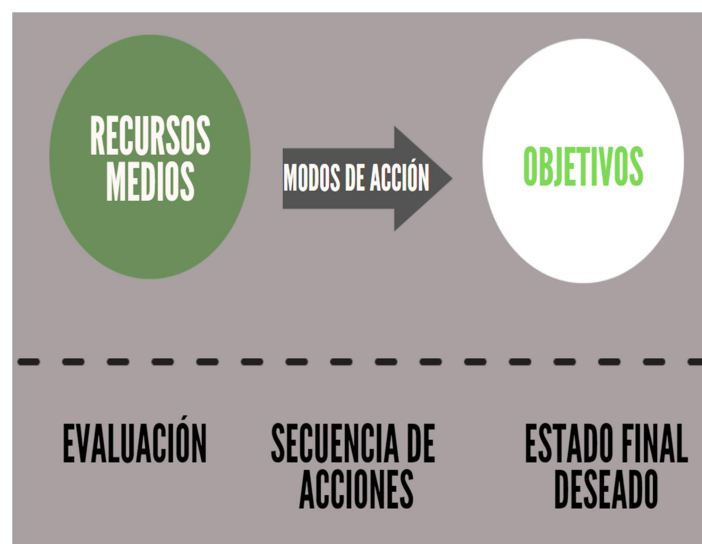 RECURSOS
MEDIOS
MODOS DE ACCIÓN
OBJETIVOS
EVALUACIÓN
SECUENCIA DE
ACCIONES
ESTADO FINAL
DESEADO